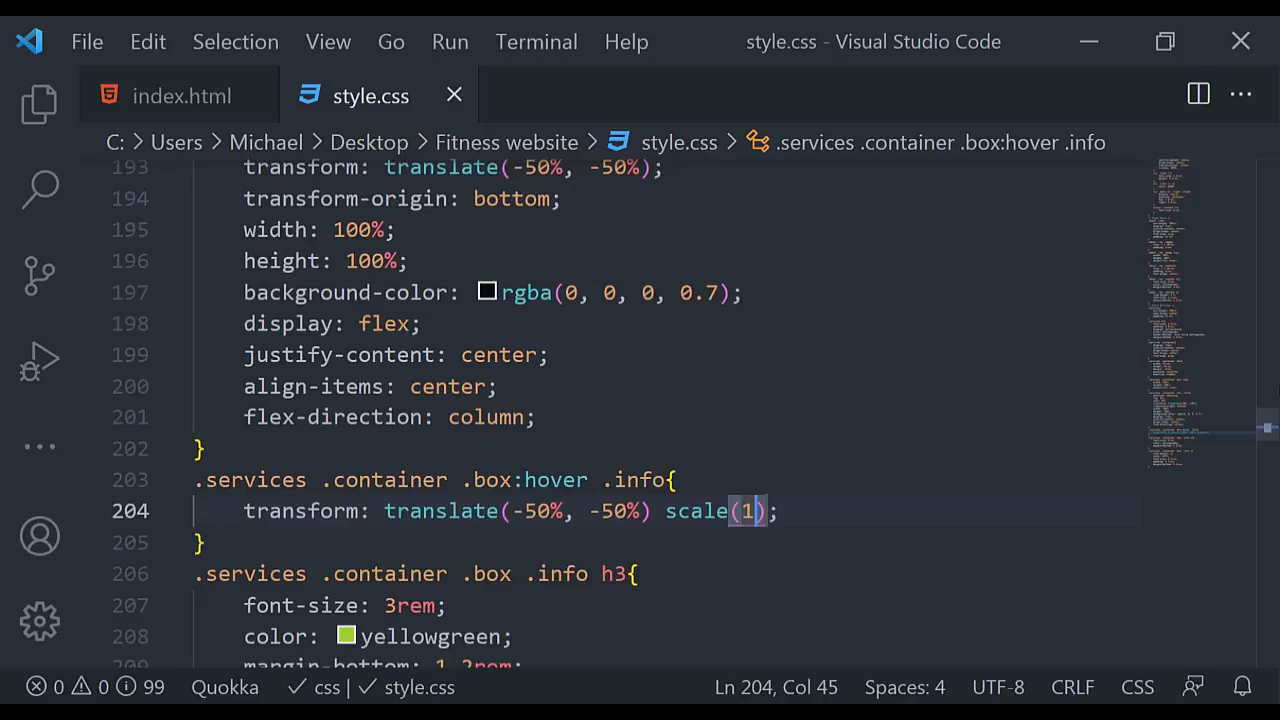 File Edit Selection View Go Run Terminal Help style.css - Visual Studio Code
index.html style.css
C: > Users > Michael > Desktop > Fitness website > style.css > .services .container .box:hover .info
193 transform: translate(-50%, -50%);
194 transform-origin: bottom;
195 width: 100%;
196 height: 100%;
197 background-color: rgba(0, 0, 0, 0.7);
198 display: flex;
199 justify-content: center;
200 align-items: center;
201 flex-direction: column;
202 }
203 .services .container .box:hover .info{
204 transform: translate(-50%, -50%) scale(1);
205 }
206 .services .container .box .info h3{
207 font-size: 3rem;
208 color: yellowgreen;
209 margin-bottom: 1.2rem;
0 0 99 Quokka ✓ css | ✓ style.css Ln 204, Col 45 Spaces: 4 UTF-8 CRLF CSS